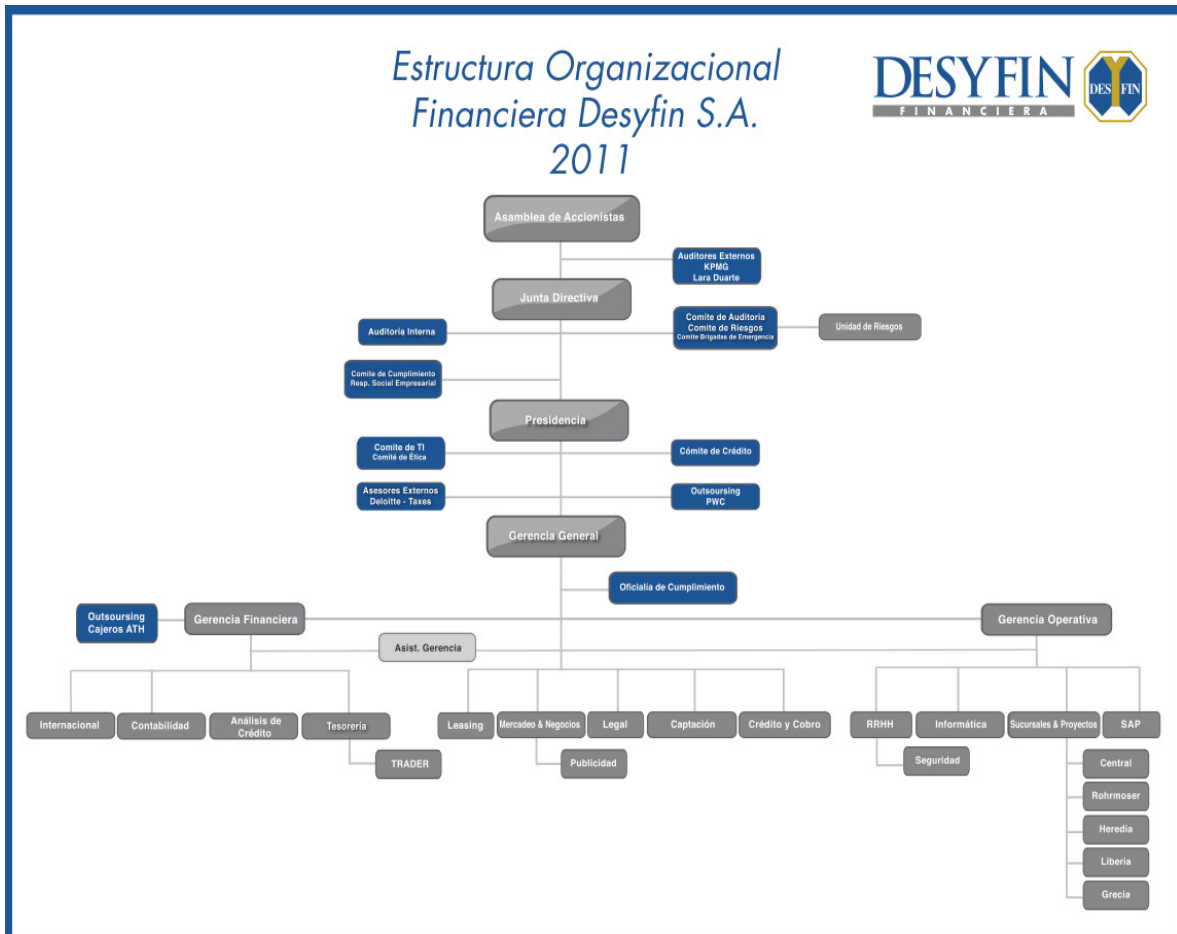 Estructura Organizacional
Financiera Desyfin S.A.
2011
DESYFIN
FINANCIERA
DES FIN
Asamblea de Accionistas
Auditores Externos
KPMG
Lara Duarte
Junta Directiva
Auditoría Interna
Comite de Auditoria
Comite de Riesgos
Comite Brigadas de Emergencia
Unidad de Riesgos
Comite de Cumplimiento
Resp. Social Empresarial
Presidencia
Comite de TI
Comité de Ética
Cómite de Crédito
Asesores Externos
Deloitte - Taxes
Outsoursing
PWC
Gerencia General
Oficialía de Cumplimiento
Outsoursing
Cajeros ATH
Gerencia Financiera
Gerencia Operativa
Asist. Gerencia
Internacional
Contabilidad
Análisis de
Crédito
Tesorería
Leasing
Mercadeo & Negocios
Legal
Captación
Crédito y Cobro
RRHH
Informática
Sucursales & Proyectos
SAP
TRADER
Publicidad
Seguridad
Central
Rohrmoser
Heredia
Liberia
Grecia